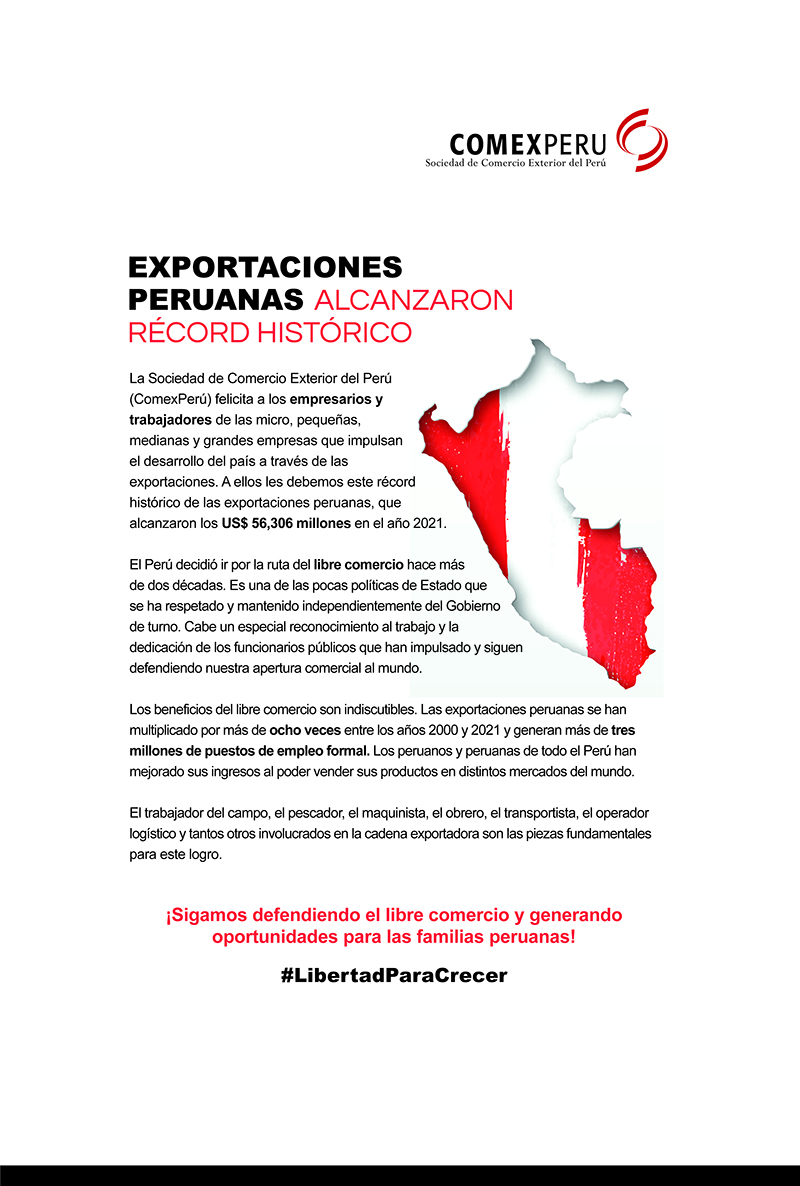 COMEXPERU
Sociedad de Comercio Exterior del Perú
EXPORTACIONES
PERUANAS ALCANZARON
RÉCORD HISTÓRICO
La Sociedad de Comercio Exterior del Perú
(ComexPerú) felicita a los empresarios y
trabajadores de las micro, pequeñas,
medianas y grandes empresas que impulsan
el desarrollo del país a través de las
exportaciones. A ellos les debemos este récord
histórico de las exportaciones peruanas, que
alcanzaron los US$ 56,306 millones en el año 2021.
El Perú decidió ir por la ruta del libre comercio hace más
de dos décadas. Es una de las pocas políticas de Estado que
se ha respetado y mantenido independientemente del Gobierno
de turno. Cabe un especial reconocimiento al trabajo y la
dedicación de los funcionarios públicos que han impulsado y siguen
defendiendo nuestra apertura comercial al mundo.
Los beneficios del libre comercio son indiscutibles. Las exportaciones peruanas se han
multiplicado por más de ocho veces entre los años 2000 y 2021 y generan más de tres
millones de puestos de empleo formal. Los peruanos y peruanas de todo el Perú han
mejorado sus ingresos al poder vender sus productos en distintos mercados del mundo.
El trabajador del campo, el pescador, el maquinista, el obrero, el transportista, el operador
logístico y tantos otros involucrados en la cadena exportadora son las piezas fundamentales
para este logro.
¡Sigamos defendiendo el libre comercio y generando
oportunidades para las familias peruanas!
#LibertadParaCrecer